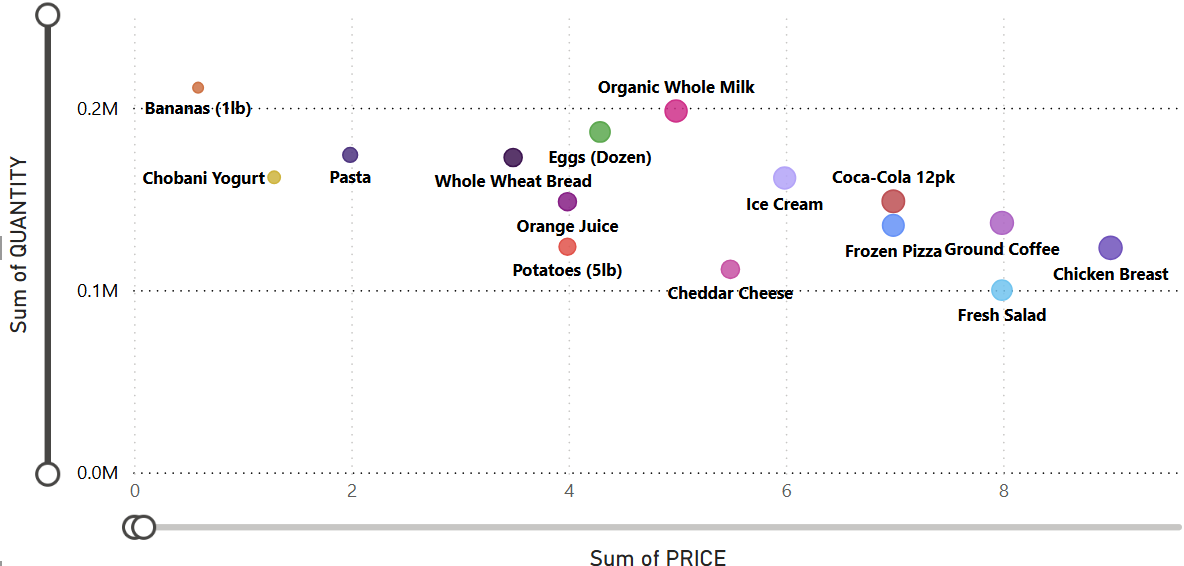 Organic Whole Milk
0.2M
Bananas (1lb)
Eggs (Dozen)
Chobani Yogurt
Pasta
Whole Wheat Bread
Coca-Cola 12pk
Ice Cream
Orange Juice
Frozen Pizza
Ground Coffee
Potatoes (5lb)
Chicken Breast
Cheddar Cheese
0.1M
Fresh Salad
0.0M
0 2 4 6 8
Sum of QUANTITY
Sum of PRICE